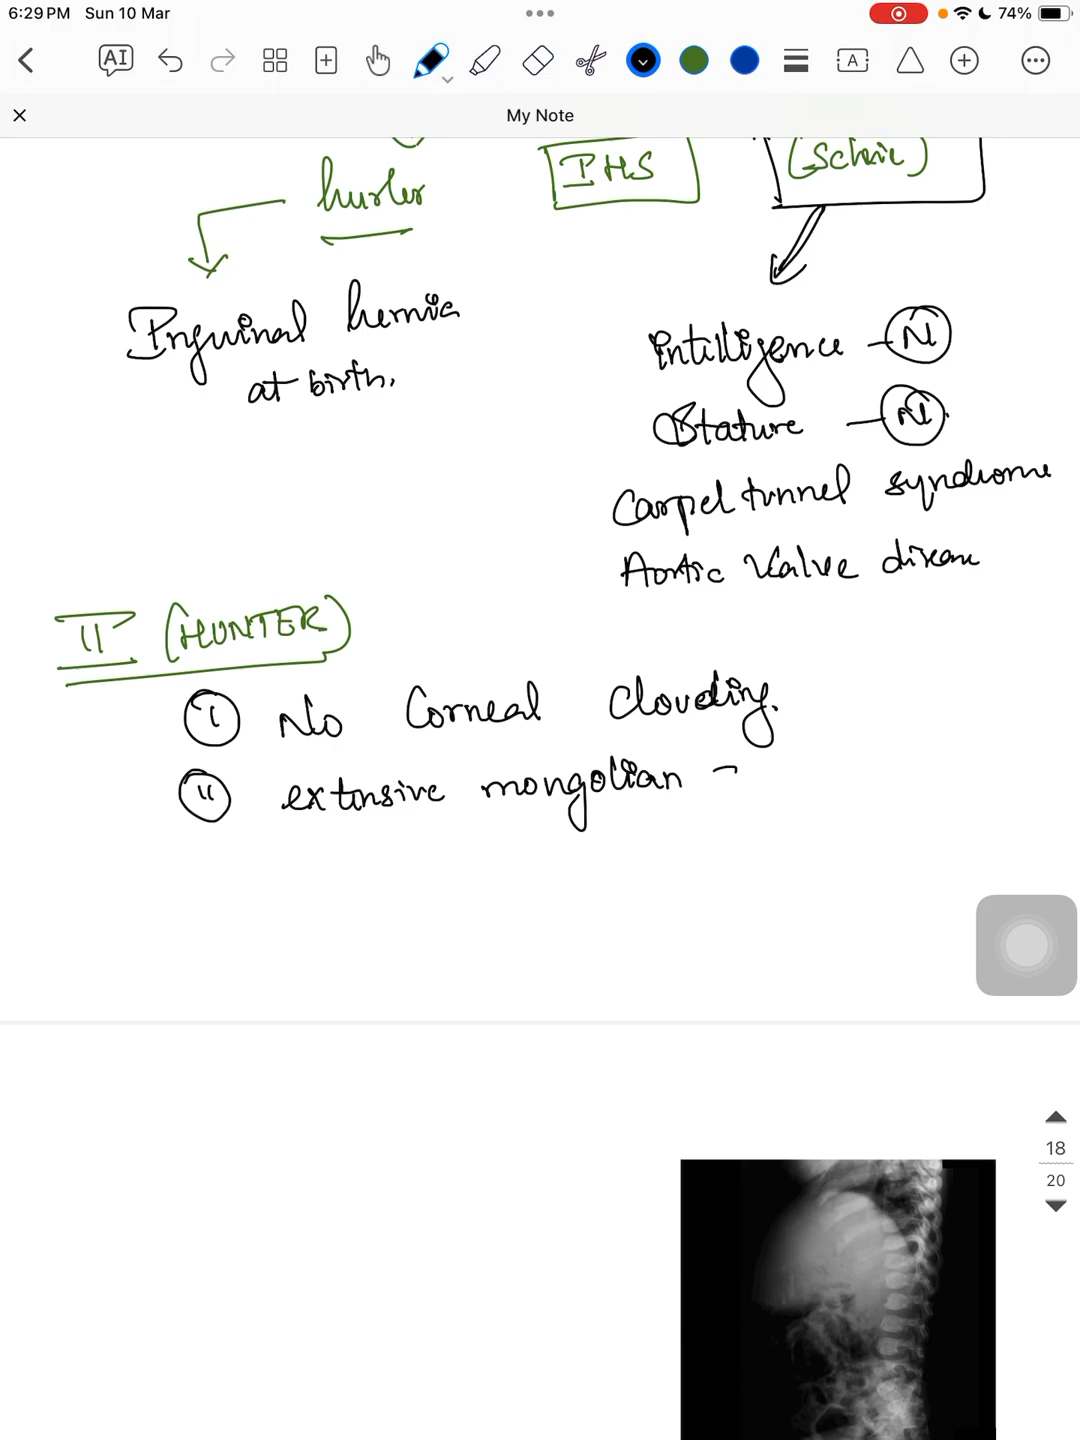 6:29 PM Sun 10 Mar
74%
AI
A
My Note
hurler
IHS
(Scheie)
Inguinal hernia
at birth.
Intelligence - N
Stature - N
Carpel tunnel syndrome
Aortic Valve disease
II (HUNTER)
I No Corneal Clouding.
II extensive mongolian
18
20